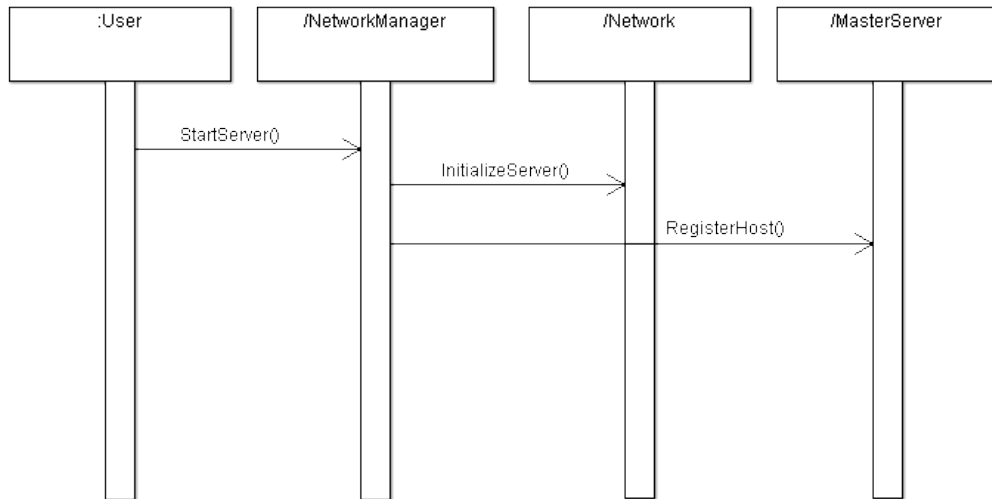 :User
/NetworkManager
/Network
/MasterServer
StartServer()
InitializeServer()
RegisterHost()